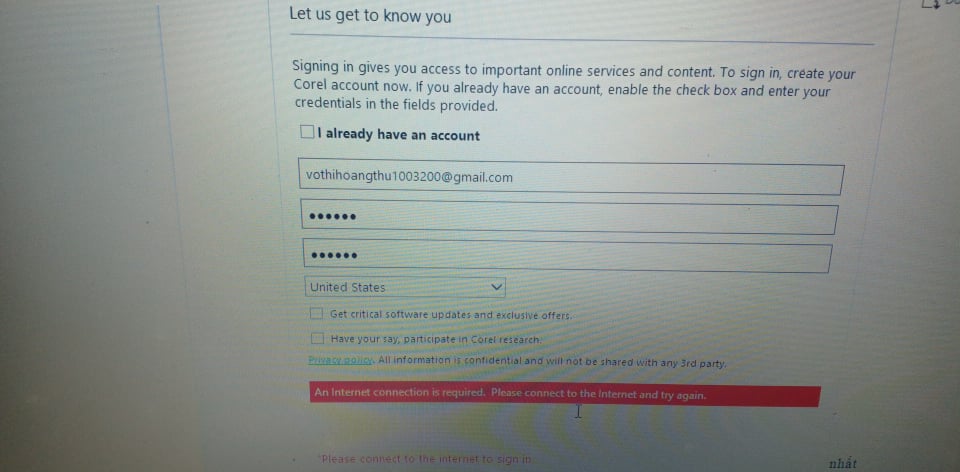 Let us get to know you
Signing in gives you access to important online services and content. To sign in, create your
Corel account now. If you already have an account, enable the check box and enter your
credentials in the fields provided.
I already have an account
vothihoangthu1003200@gmail.com
••••••
••••••
United States
Get critical software updates and exclusive offers.
Have your say, participate in Corel research.
Privacy policy. All information is confidential and will not be shared with any 3rd party.
An Internet connection is required. Please connect to the Internet and try again.
*Please connect to the internet to sign in.
nhất